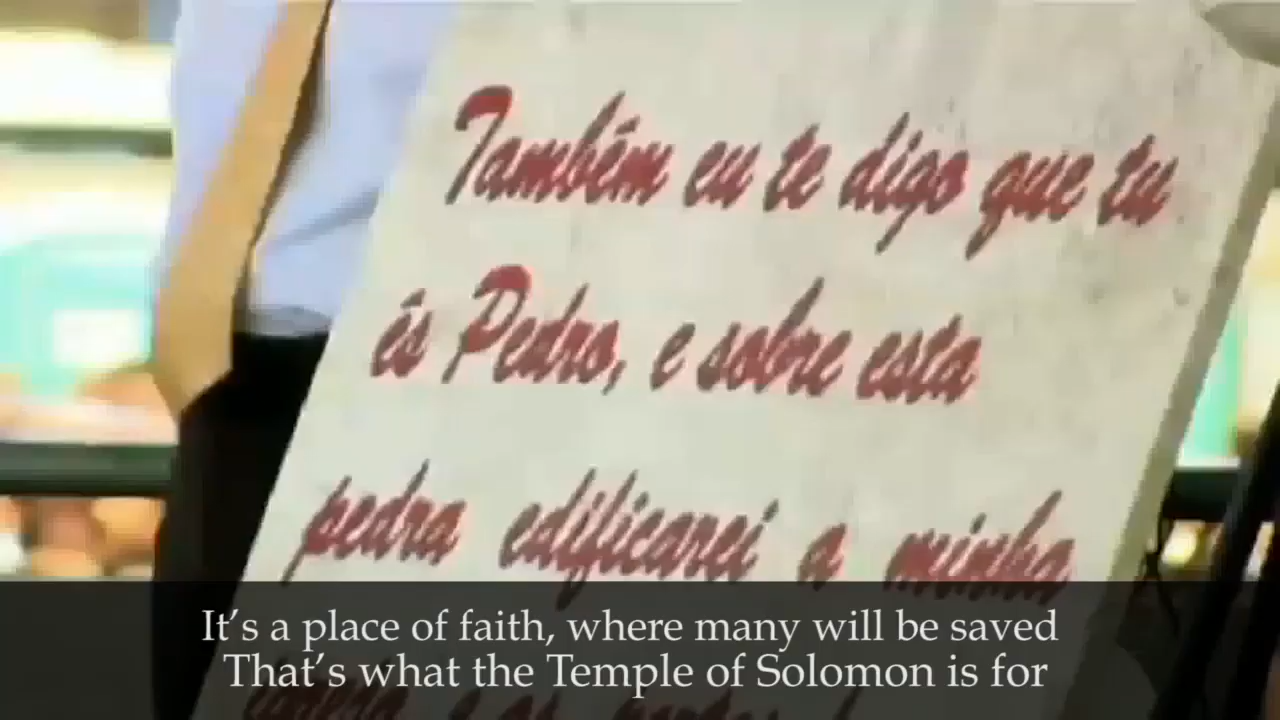 Também eu te digo que tu
és Pedro, e sobre esta
pedra edificarei a minha
It’s a place of faith, where many will be saved
That’s what the Temple of Solomon is for